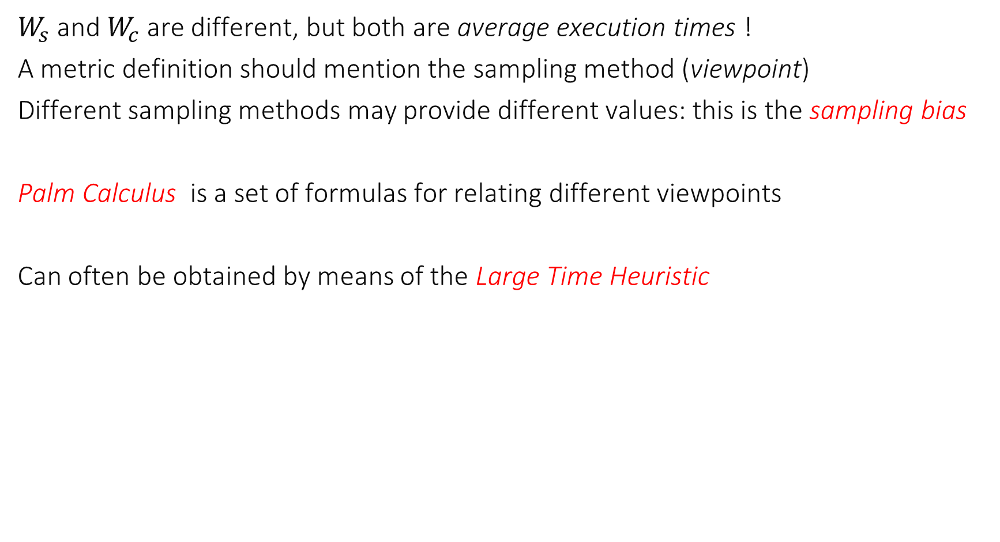 W_s and W_c are different, but both are average execution times !
A metric definition should mention the sampling method (viewpoint)
Different sampling methods may provide different values: this is the sampling bias
Palm Calculus is a set of formulas for relating different viewpoints
Can often be obtained by means of the Large Time Heuristic